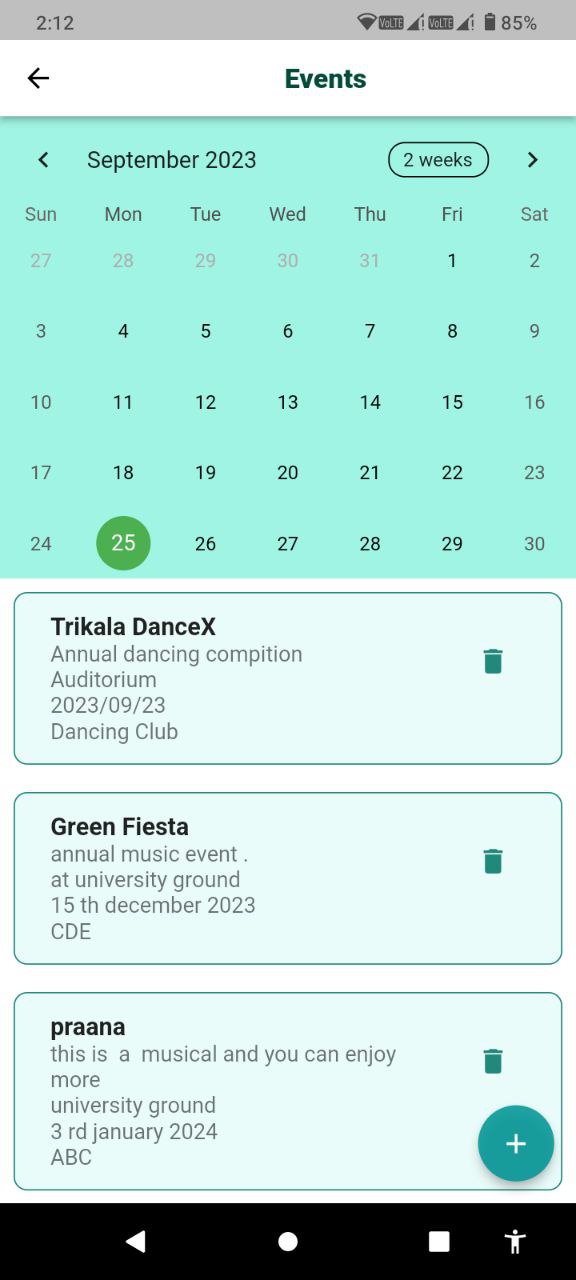 2:12 VoLTE VoLTE 85%
Events
September 2023 2 weeks
Sun Mon Tue Wed Thu Fri Sat
27 28 29 30 31 1 2
3 4 5 6 7 8 9
10 11 12 13 14 15 16
17 18 19 20 21 22 23
24 25 26 27 28 29 30
Trikala DanceX
Annual dancing compition
Auditorium
2023/09/23
Dancing Club
Green Fiesta
annual music event .
at university ground
15 th december 2023
CDE
praana
this is  a  musical and you can enjoy
more
university ground
3 rd january 2024
ABC